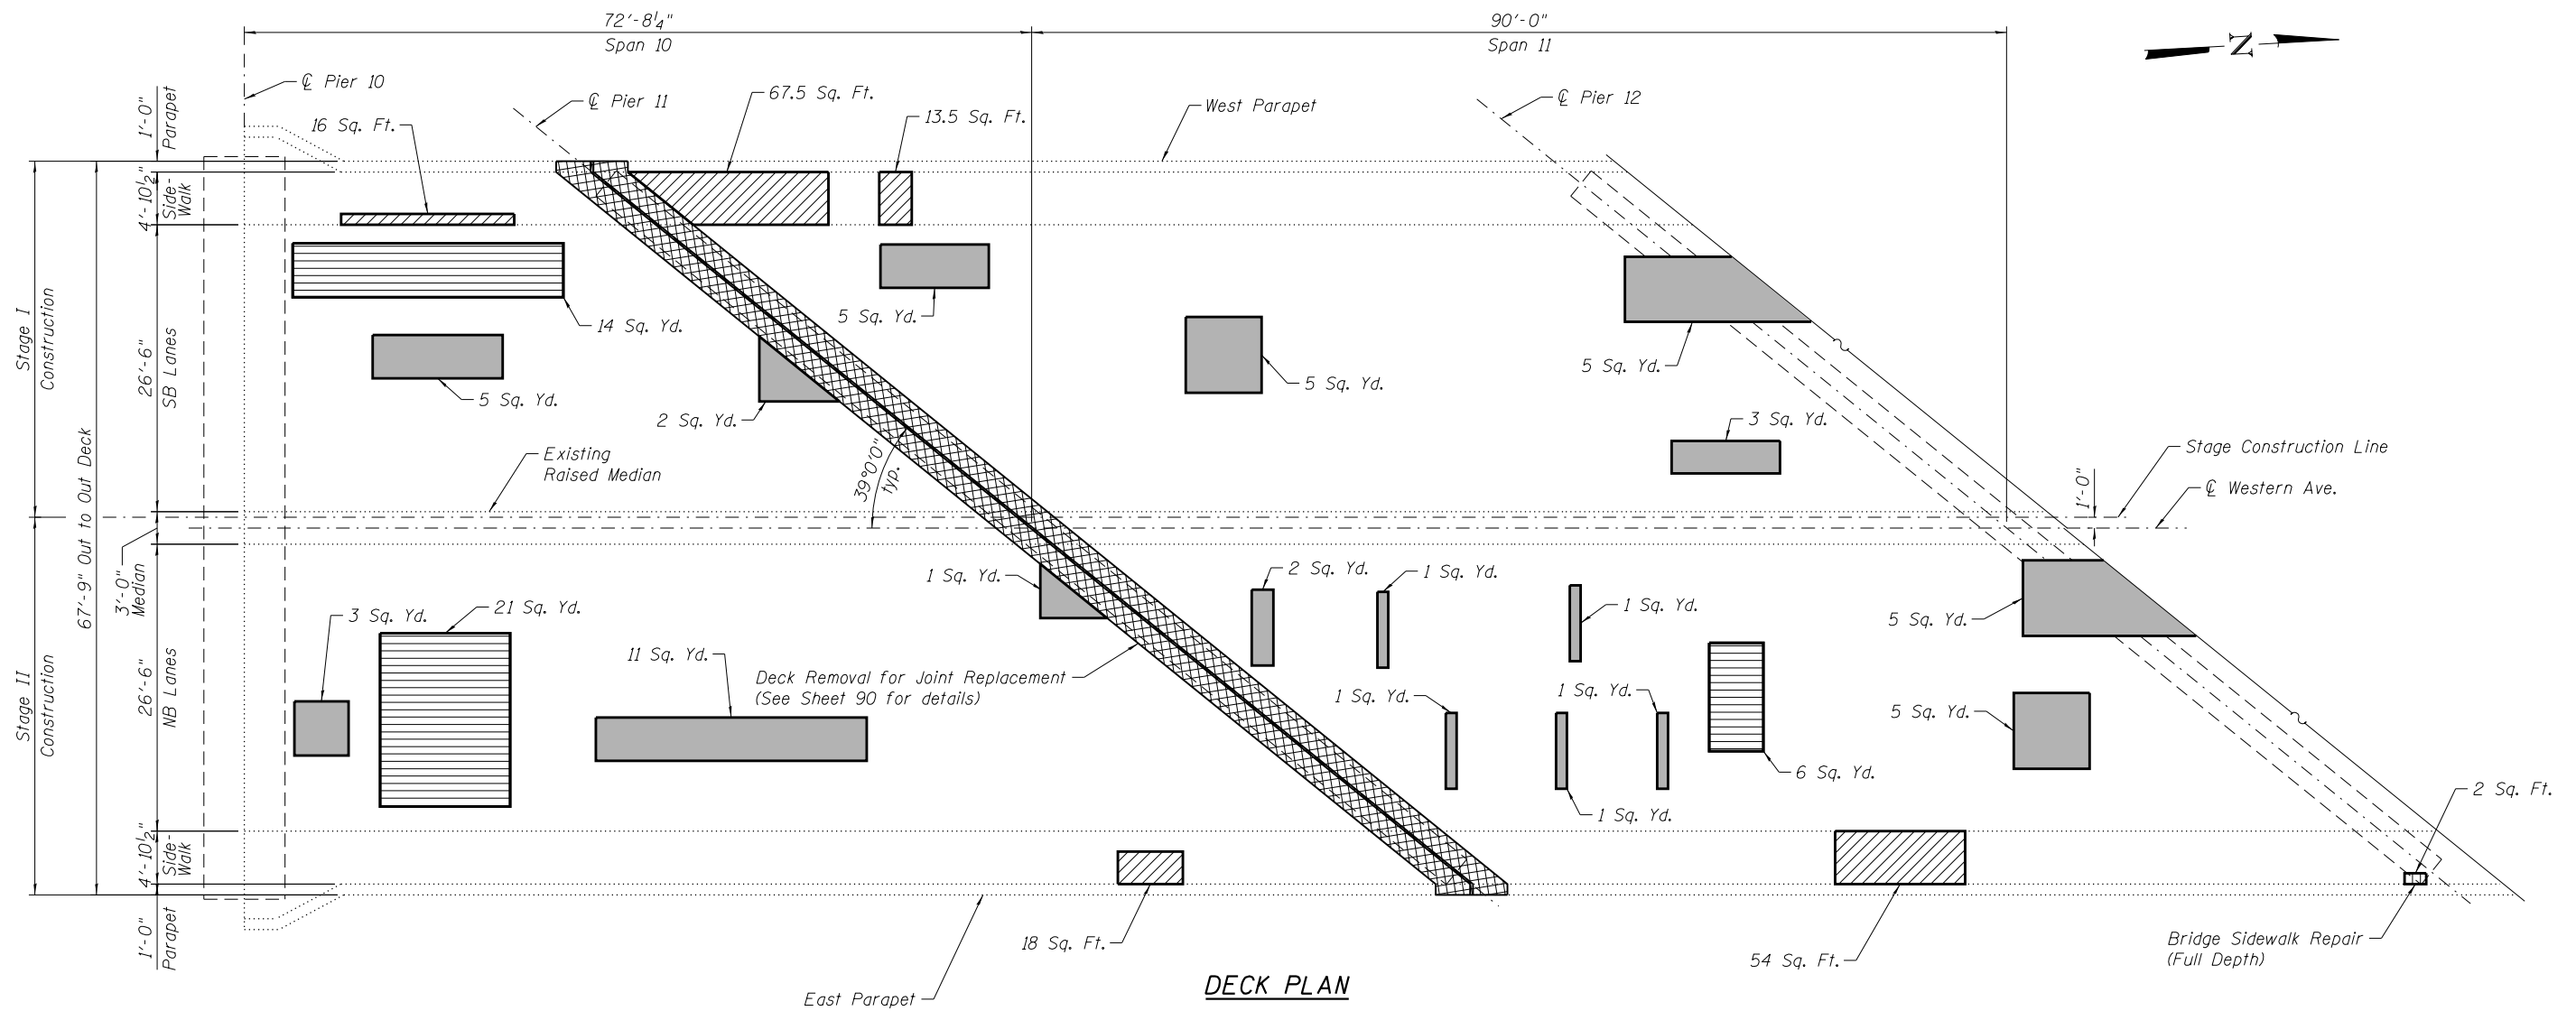 72'-8¼"
Span 10
90'-0"
Span 11
N
℄ Pier 10
℄ Pier 11
67.5 Sq. Ft.
13.5 Sq. Ft.
West Parapet
℄ Pier 12
16 Sq. Ft.
1'-0"
Parapet
4'-10½"
Side-
Walk
26'-6"
SB Lanes
Stage I
Construction
67'-9" Out to Out Deck
14 Sq. Yd.
5 Sq. Yd.
5 Sq. Yd.
2 Sq. Yd.
5 Sq. Yd.
5 Sq. Yd.
3 Sq. Yd.
39°0'0"
typ.
Existing
Raised Median
Stage Construction Line
℄ Western Ave.
1'-0"
3'-0"
Median
Stage II
Construction
26'-6"
NB Lanes
3 Sq. Yd.
21 Sq. Yd.
11 Sq. Yd.
1 Sq. Yd.
Deck Removal for Joint Replacement
(See Sheet 90 for details)
2 Sq. Yd.
1 Sq. Yd.
1 Sq. Yd.
1 Sq. Yd.
1 Sq. Yd.
1 Sq. Yd.
6 Sq. Yd.
5 Sq. Yd.
5 Sq. Yd.
2 Sq. Ft.
4'-10½"
Side-
Walk
1'-0"
Parapet
18 Sq. Ft.
54 Sq. Ft.
Bridge Sidewalk Repair
(Full Depth)
East Parapet
DECK PLAN